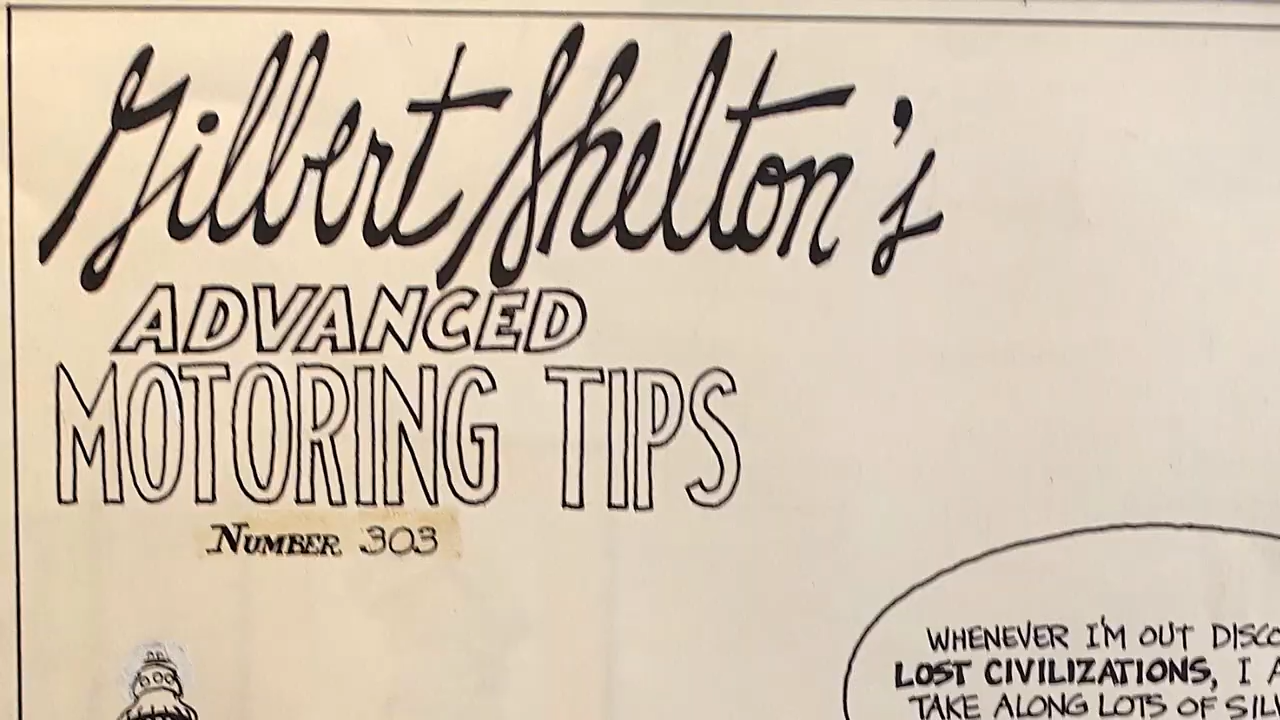 Gilbert Shelton's
ADVANCED
MOTORING TIPS
NUMBER 303
WHENEVER I'M OUT
LOST CIVILIZATIONS, I
TAKE ALONG LOTS OF